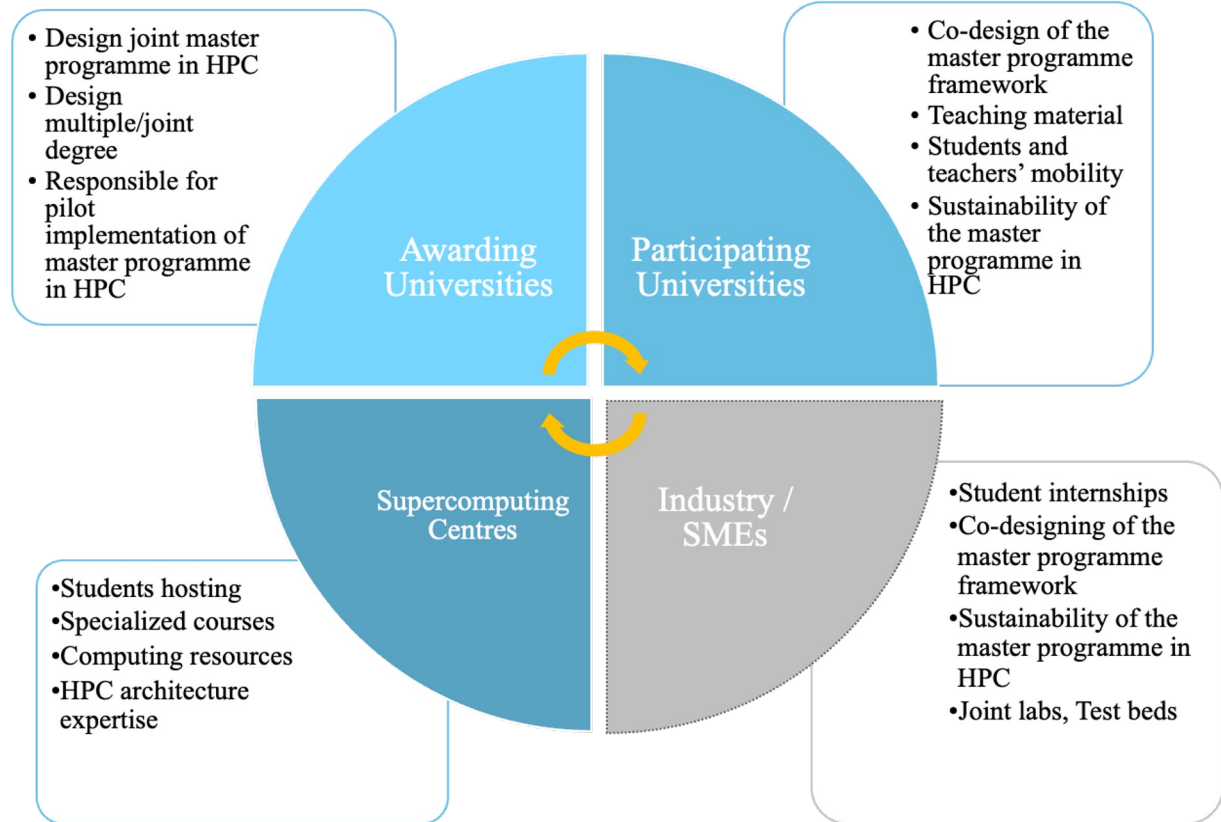 • Design joint master
programme in HPC
• Design
multiple/joint
degree
• Responsible for
pilot
implementation of
master programme
in HPC
Awarding
Universities
Participating
Universities
• Co-design of the
master programme
framework
• Teaching material
• Students and
teachers’ mobility
• Sustainability of
the master
programme in
HPC
•Students hosting
•Specialized courses
•Computing resources
•HPC architecture
expertise
Supercomputing
Centres
Industry /
SMEs
•Student internships
•Co-designing of the
master programme
framework
•Sustainability of the
master programme in
HPC
•Joint labs, Test beds